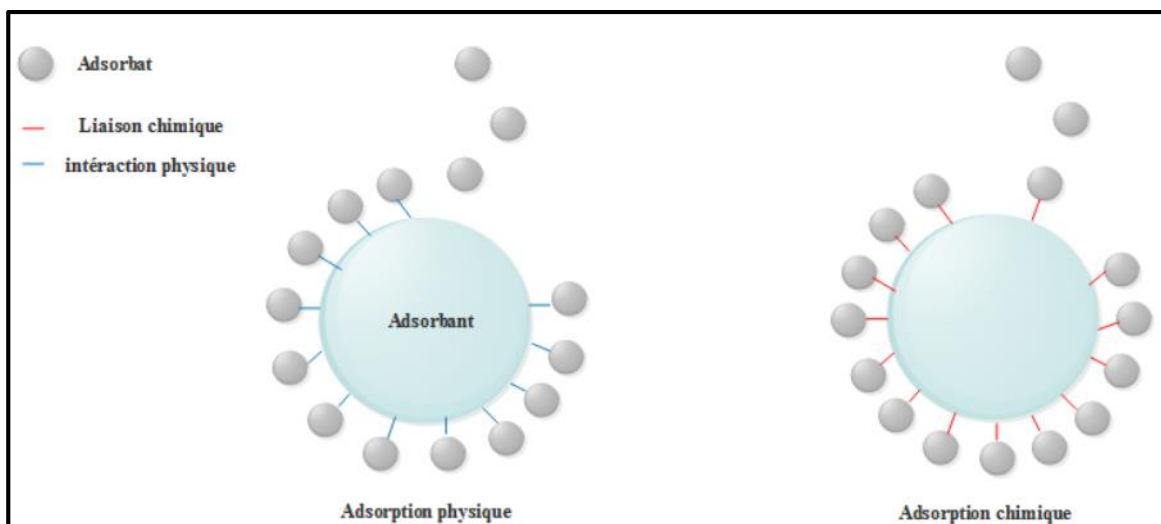 Adsorbat
Liaison chimique
intéraction physique
Adsorbant
Adsorption physique
Adsorption chimique